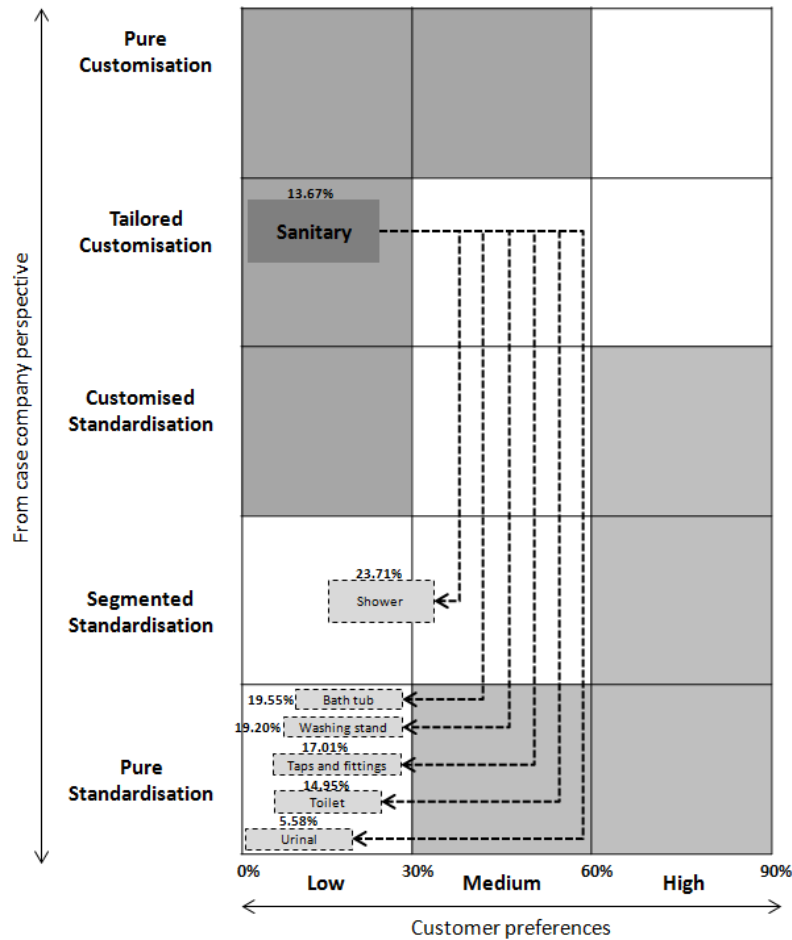 Pure
Customisation
13.67%
Sanitary
Tailored
Customisation
Customised
Standardisation
From case company perspective
23.71%
Shower
Segmented
Standardisation
19.55%
Bath tub
19.20%
Washing stand
17.01%
Taps and fittings
Pure
Standardisation
14.95%
Toilet
5.58%
Urinal
0%
Low
30%
Medium
60%
High
90%
Customer preferences